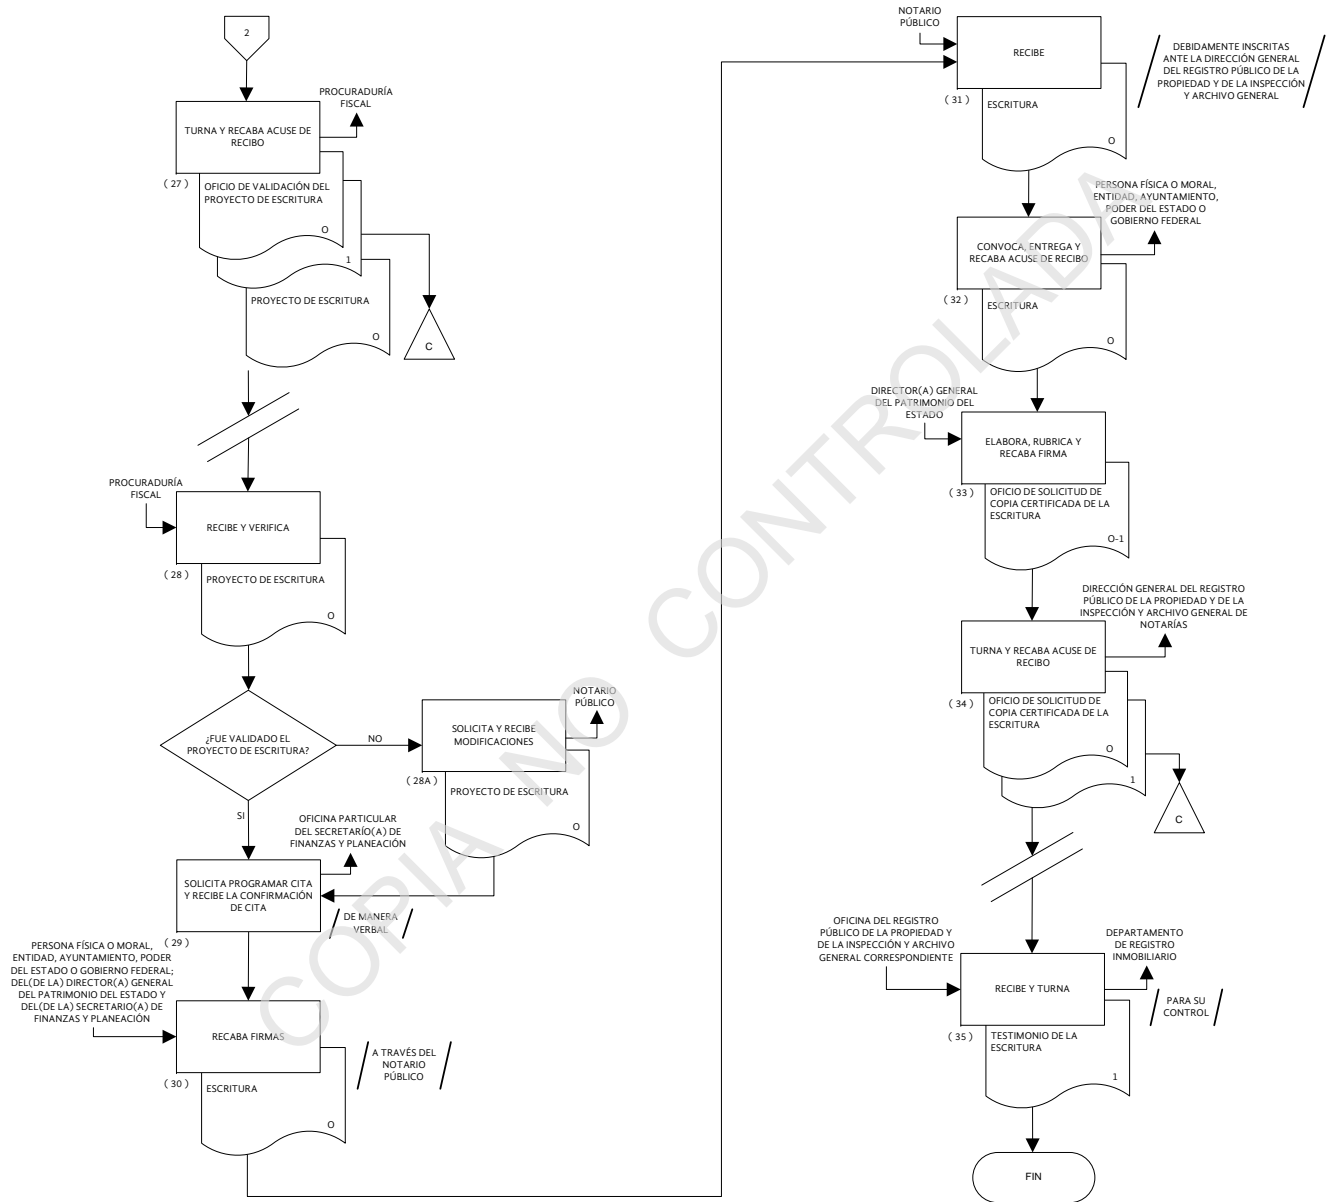 2
PROCURADURÍA
FISCAL
TURNA Y RECABA ACUSE DE
RECIBO
( 27 )
OFICIO DE VALIDACIÓN DEL
PROYECTO DE ESCRITURA
O
1
PROYECTO DE ESCRITURA
O
C
PROCURADURÍA
FISCAL
RECIBE Y VERIFICA
( 28 )
PROYECTO DE ESCRITURA
O
¿FUE VALIDADO EL
PROYECTO DE ESCRITURA?
NO
SI
NOTARIO
PÚBLICO
SOLICITA Y RECIBE
MODIFICACIONES
( 28A )
PROYECTO DE ESCRITURA
O
OFICINA PARTICULAR
DEL SECRETARÍO(A) DE
FINANZAS Y PLANEACIÓN
SOLICITA PROGRAMAR CITA
Y RECIBE LA CONFIRMACIÓN
DE CITA
DE MANERA
VERBAL
( 29 )
PERSONA FÍSICA O MORAL,
ENTIDAD, AYUNTAMIENTO, PODER
DEL ESTADO O GOBIERNO FEDERAL;
DEL(DE LA) DIRECTOR(A) GENERAL
DEL PATRIMONIO DEL ESTADO Y
DEL(DE LA) SECRETARIO(A) DE
FINANZAS Y PLANEACIÓN
RECABA FIRMAS
A TRAVÉS DEL
NOTARIO
PÚBLICO
( 30 )
ESCRITURA
O
NOTARIO
PÚBLICO
RECIBE
DEBIDAMENTE INSCRITAS
ANTE LA DIRECCIÓN GENERAL
DEL REGISTRO PÚBLICO DE LA
PROPIEDAD Y DE LA INSPECCIÓN
Y ARCHIVO GENERAL
( 31 )
ESCRITURA
O
PERSONA FÍSICA O MORAL,
ENTIDAD, AYUNTAMIENTO,
PODER DEL ESTADO O
GOBIERNO FEDERAL
CONVOCA, ENTREGA Y
RECABA ACUSE DE RECIBO
( 32 )
ESCRITURA
O
DIRECTOR(A) GENERAL
DEL PATRIMONIO DEL
ESTADO
ELABORA, RUBRICA Y
RECABA FIRMA
( 33 )
OFICIO DE SOLICITUD DE
COPIA CERTIFICADA DE LA
ESCRITURA
O-1
DIRECCIÓN GENERAL DEL REGISTRO
PÚBLICO DE LA PROPIEDAD Y DE LA
INSPECCIÓN Y ARCHIVO GENERAL DE
NOTARÍAS
TURNA Y RECABA ACUSE DE
RECIBO
( 34 )
OFICIO DE SOLICITUD DE
COPIA CERTIFICADA DE LA
ESCRITURA
O
1
C
OFICINA DEL REGISTRO
PÚBLICO DE LA PROPIEDAD Y
DE LA INSPECCIÓN Y ARCHIVO
GENERAL CORRESPONDIENTE
DEPARTAMENTO
DE REGISTRO
INMOBILIARIO
RECIBE Y TURNA
PARA SU
CONTROL
( 35 )
TESTIMONIO DE LA
ESCRITURA
1
FIN
COPIA NO CONTROLADA